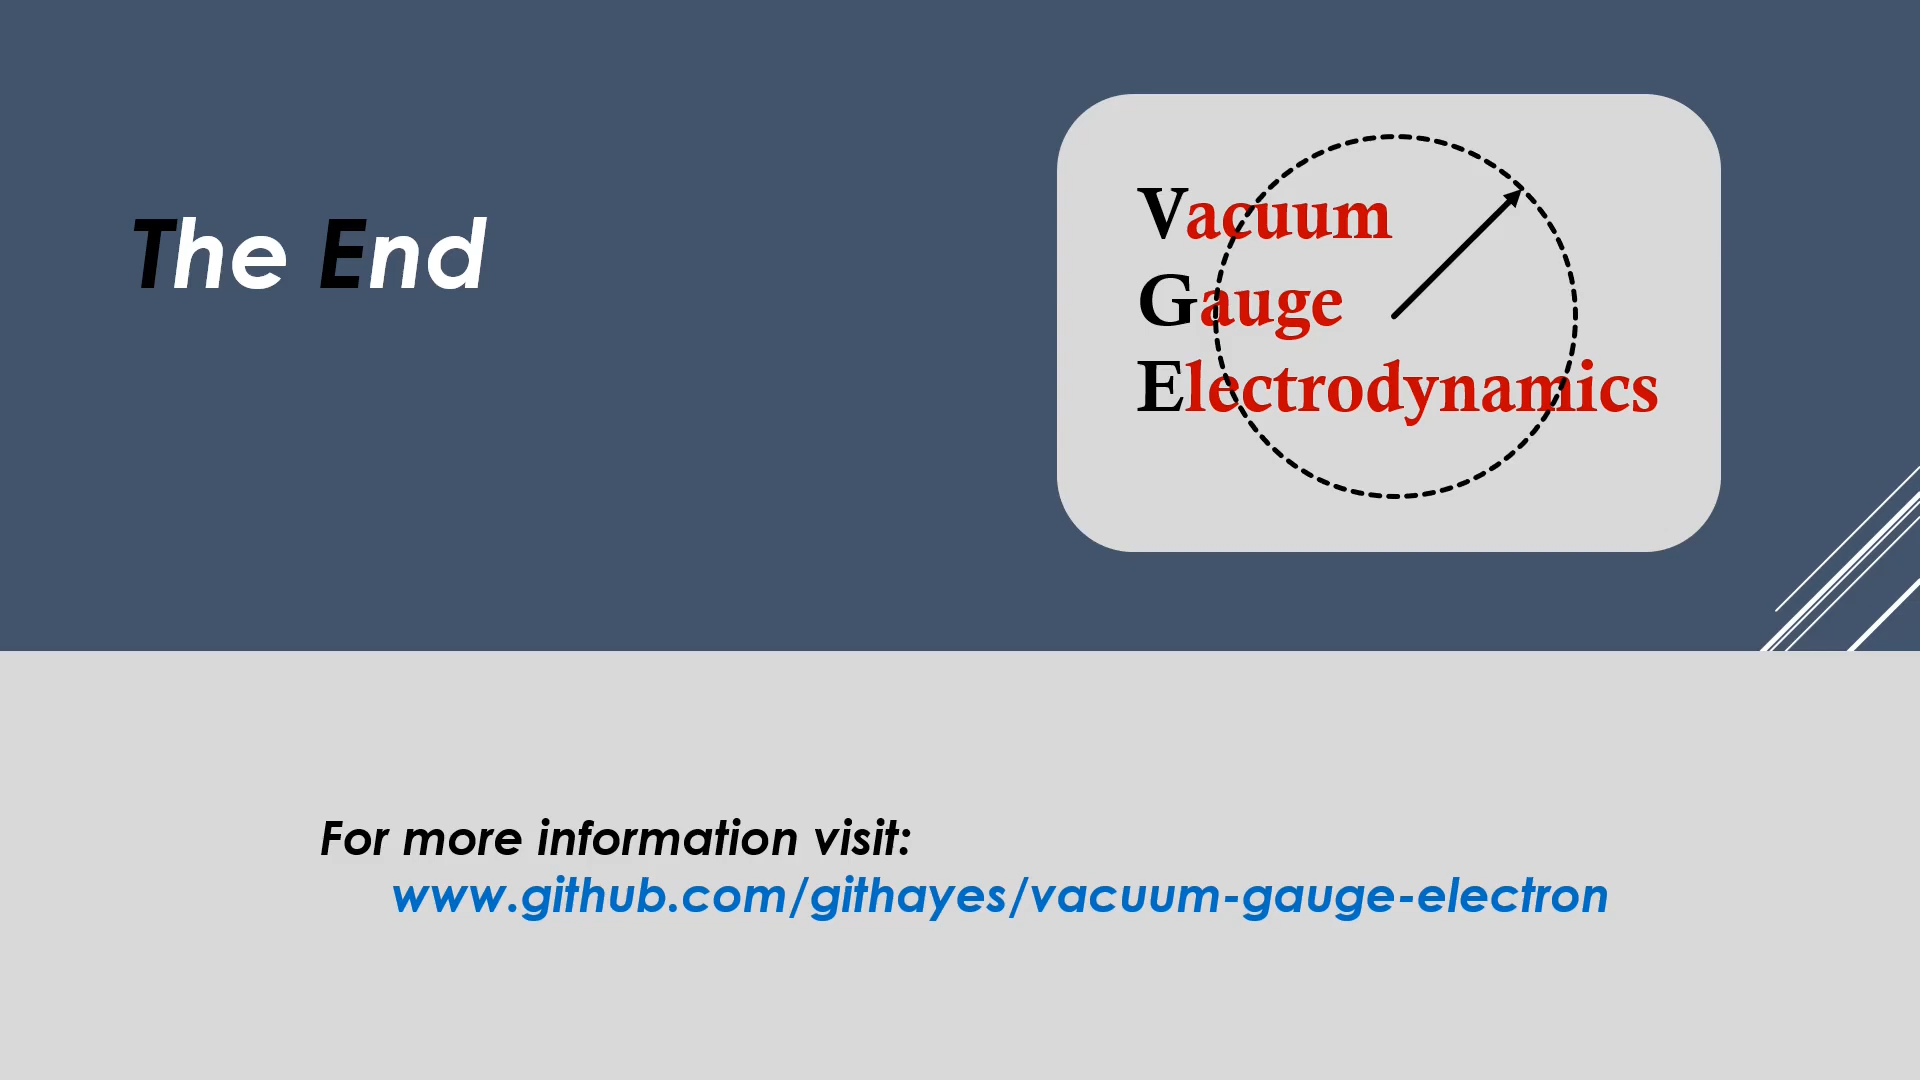 The End
Vacuum
Gauge
Electrodynamics
For more information visit:
www.github.com/githayes/vacuum-gauge-electron